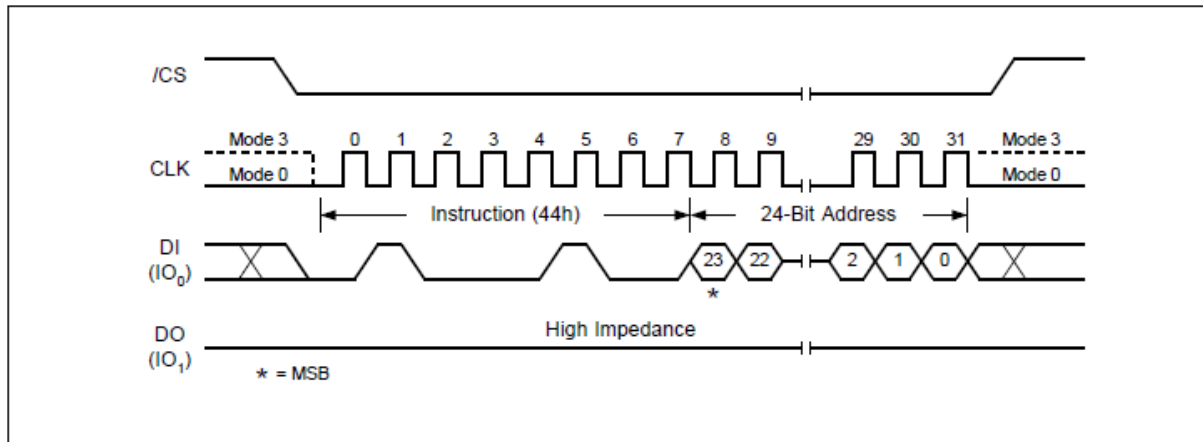 /CS
Mode 3 0 1 2 3 4 5 6 7 8 9 29 30 31 Mode 3
CLK
Mode 0 Mode 0
Instruction (44h) 24-Bit Address
DI
(IO0) 23 22 2 1 0
*
High Impedance
DO
(IO1)
* = MSB